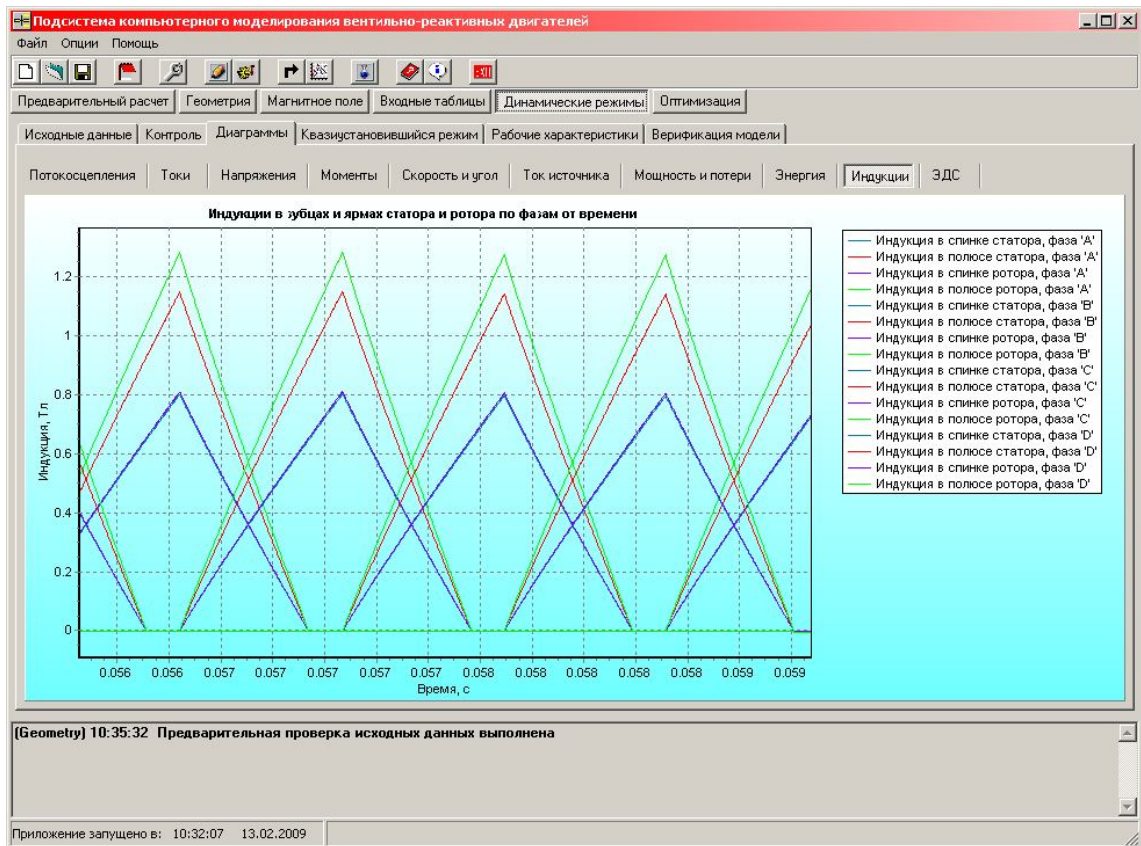 Подсистема компьютерного моделирования вентильно-реактивных двигателей
Файл Опции Помощь
EXIT
Предварительный расчет Геометрия Магнитное поле Входные таблицы Динамические режимы Оптимизация
Исходные данные Контроль Диаграммы Квазиустановившийся режим Рабочие характеристики Верификация модели
Потокосцепления Токи Напряжения Моменты Скорость и угол Ток источника Мощность и потери Энергия Индукции ЭДС
Индукции в зубцах и ярмах статора и ротора по фазам от времени
Индукция в спинке статора, фаза 'A'
Индукция в полюсе статора, фаза 'A'
Индукция в спинке ротора, фаза 'A'
Индукция в полюсе ротора, фаза 'A'
Индукция в спинке статора, фаза 'B'
Индукция в полюсе статора, фаза 'B'
Индукция в спинке ротора, фаза 'B'
Индукция в полюсе ротора, фаза 'B'
Индукция в спинке статора, фаза 'C'
Индукция в полюсе статора, фаза 'C'
Индукция в спинке ротора, фаза 'C'
Индукция в полюсе ротора, фаза 'C'
Индукция в спинке статора, фаза 'D'
Индукция в полюсе статора, фаза 'D'
Индукция в спинке ротора, фаза 'D'
Индукция в полюсе ротора, фаза 'D'
Индукция, Тл
1.2
1
0.8
0.6
0.4
0.2
0
0.056 0.056 0.057 0.057 0.057 0.057 0.057 0.058 0.058 0.058 0.058 0.058 0.059 0.059
Время, с
(Geometry) 10:35:32 Предварительная проверка исходных данных выполнена
Приложение запущено в: 10:32:07 13.02.2009